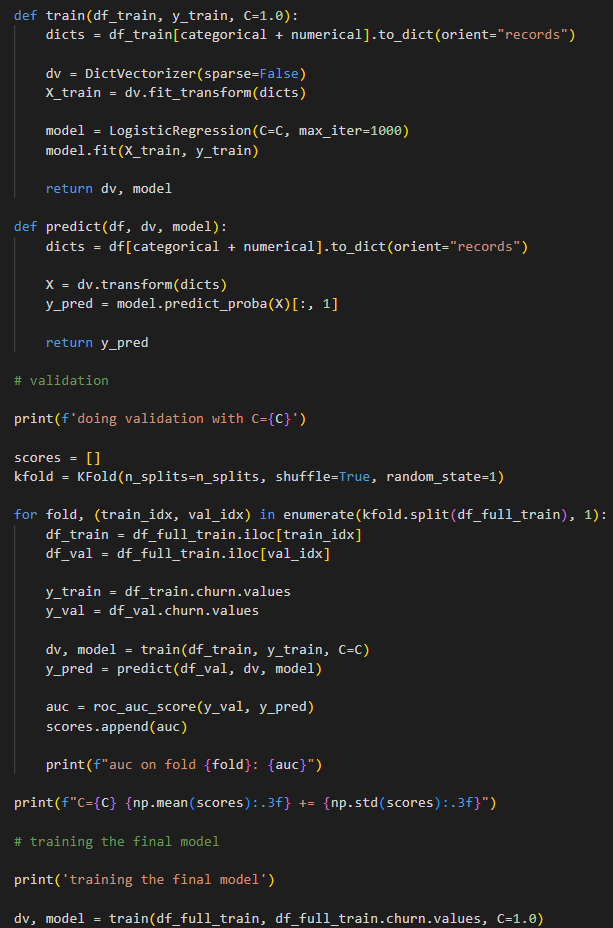 def train(df_train, y_train, C=1.0):
    dicts = df_train[categorical + numerical].to_dict(orient="records")

    dv = DictVectorizer(sparse=False)
    X_train = dv.fit_transform(dicts)

    model = LogisticRegression(C=C, max_iter=1000)
    model.fit(X_train, y_train)

    return dv, model

def predict(df, dv, model):
    dicts = df[categorical + numerical].to_dict(orient="records")

    X = dv.transform(dicts)
    y_pred = model.predict_proba(X)[:, 1]

    return y_pred

# validation

print(f'doing validation with C={C}')

scores = []
kfold = KFold(n_splits=n_splits, shuffle=True, random_state=1)

for fold, (train_idx, val_idx) in enumerate(kfold.split(df_full_train), 1):
    df_train = df_full_train.iloc[train_idx]
    df_val = df_full_train.iloc[val_idx]

    y_train = df_train.churn.values
    y_val = df_val.churn.values

    dv, model = train(df_train, y_train, C=C)
    y_pred = predict(df_val, dv, model)

    auc = roc_auc_score(y_val, y_pred)
    scores.append(auc)

    print(f"auc on fold {fold}: {auc}")

print(f"C={C} {np.mean(scores):.3f} += {np.std(scores):.3f}")

# training the final model

print('training the final model')

dv, model = train(df_full_train, df_full_train.churn.values, C=1.0)